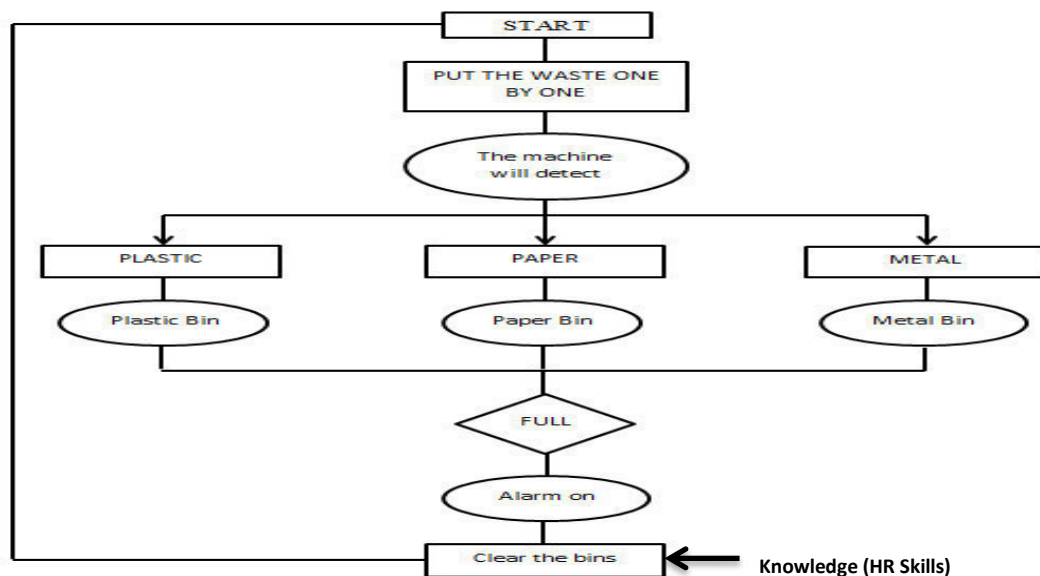 START
PUT THE WASTE ONE
BY ONE
The machine
will detect
PLASTIC
PAPER
METAL
Plastic Bin
Paper Bin
Metal Bin
FULL
Alarm on
Clear the bins
Knowledge (HR Skills)